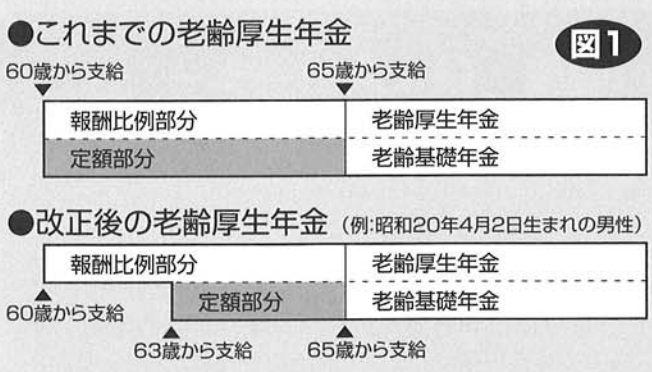 ●これまでの老齢厚生年金
図1
60歳から支給 65歳から支給
報酬比例部分 老齢厚生年金
定額部分 老齢基礎年金
●改正後の老齢厚生年金（例:昭和20年4月2日生まれの男性）
報酬比例部分 老齢厚生年金
定額部分 老齢基礎年金
60歳から支給
63歳から支給 65歳から支給